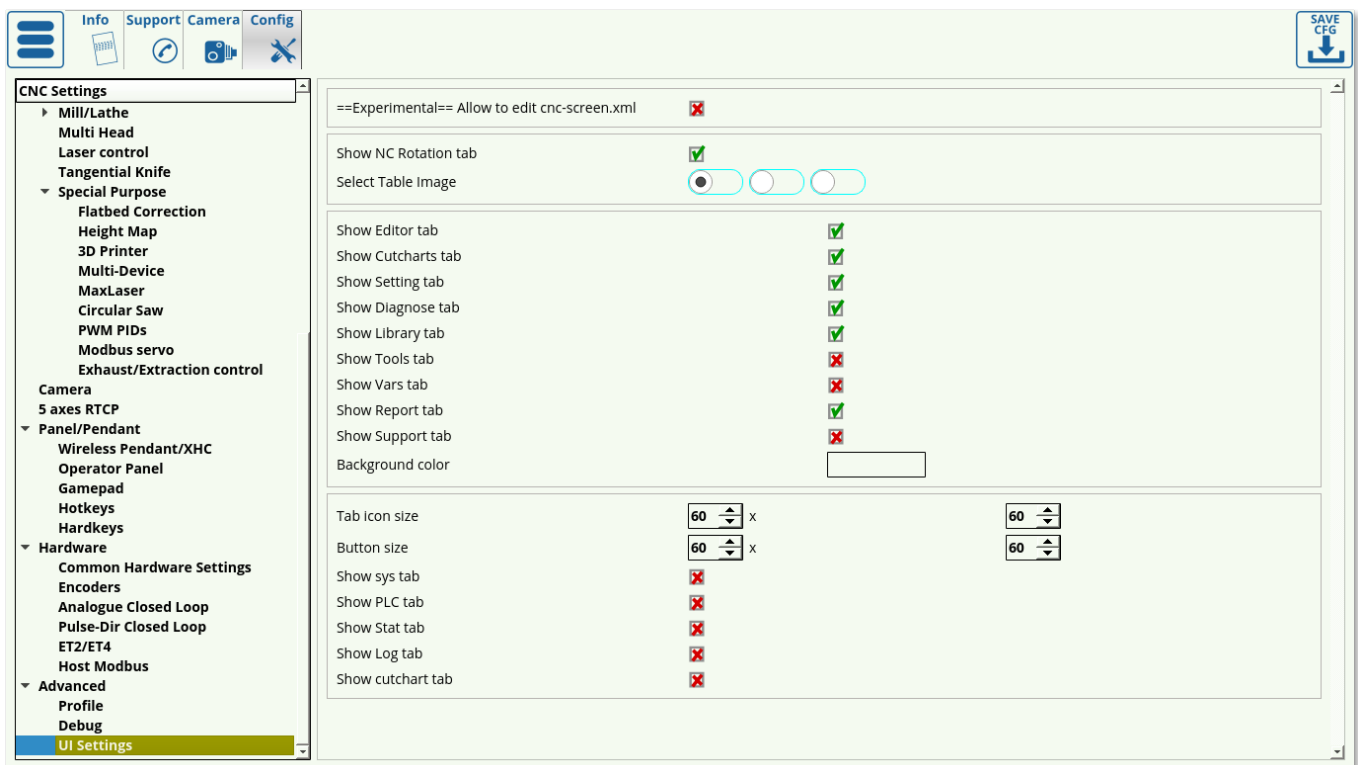 Info
Support
Camera
Config
SAVE
CFG
CNC Settings
Mill/Lathe
Multi Head
Laser control
Tangential Knife
Special Purpose
Flatbed Correction
Height Map
3D Printer
Multi-Device
MaxLaser
Circular Saw
PWM PIDs
Modbus servo
Exhaust/Extraction control
Camera
5 axes RTCP
Panel/Pendant
Wireless Pendant/XHC
Operator Panel
Gamepad
Hotkeys
Hardkeys
Hardware
Common Hardware Settings
Encoders
Analogue Closed Loop
Pulse-Dir Closed Loop
ET2/ET4
Host Modbus
Advanced
Profile
Debug
UI Settings
==Experimental== Allow to edit cnc-screen.xml
Show NC Rotation tab
Select Table Image
Show Editor tab
Show Cutcharts tab
Show Setting tab
Show Diagnose tab
Show Library tab
Show Tools tab
Show Vars tab
Show Report tab
Show Support tab
Background color
Tab icon size 60 x 60
Button size 60 x 60
Show sys tab
Show PLC tab
Show Stat tab
Show Log tab
Show cutchart tab